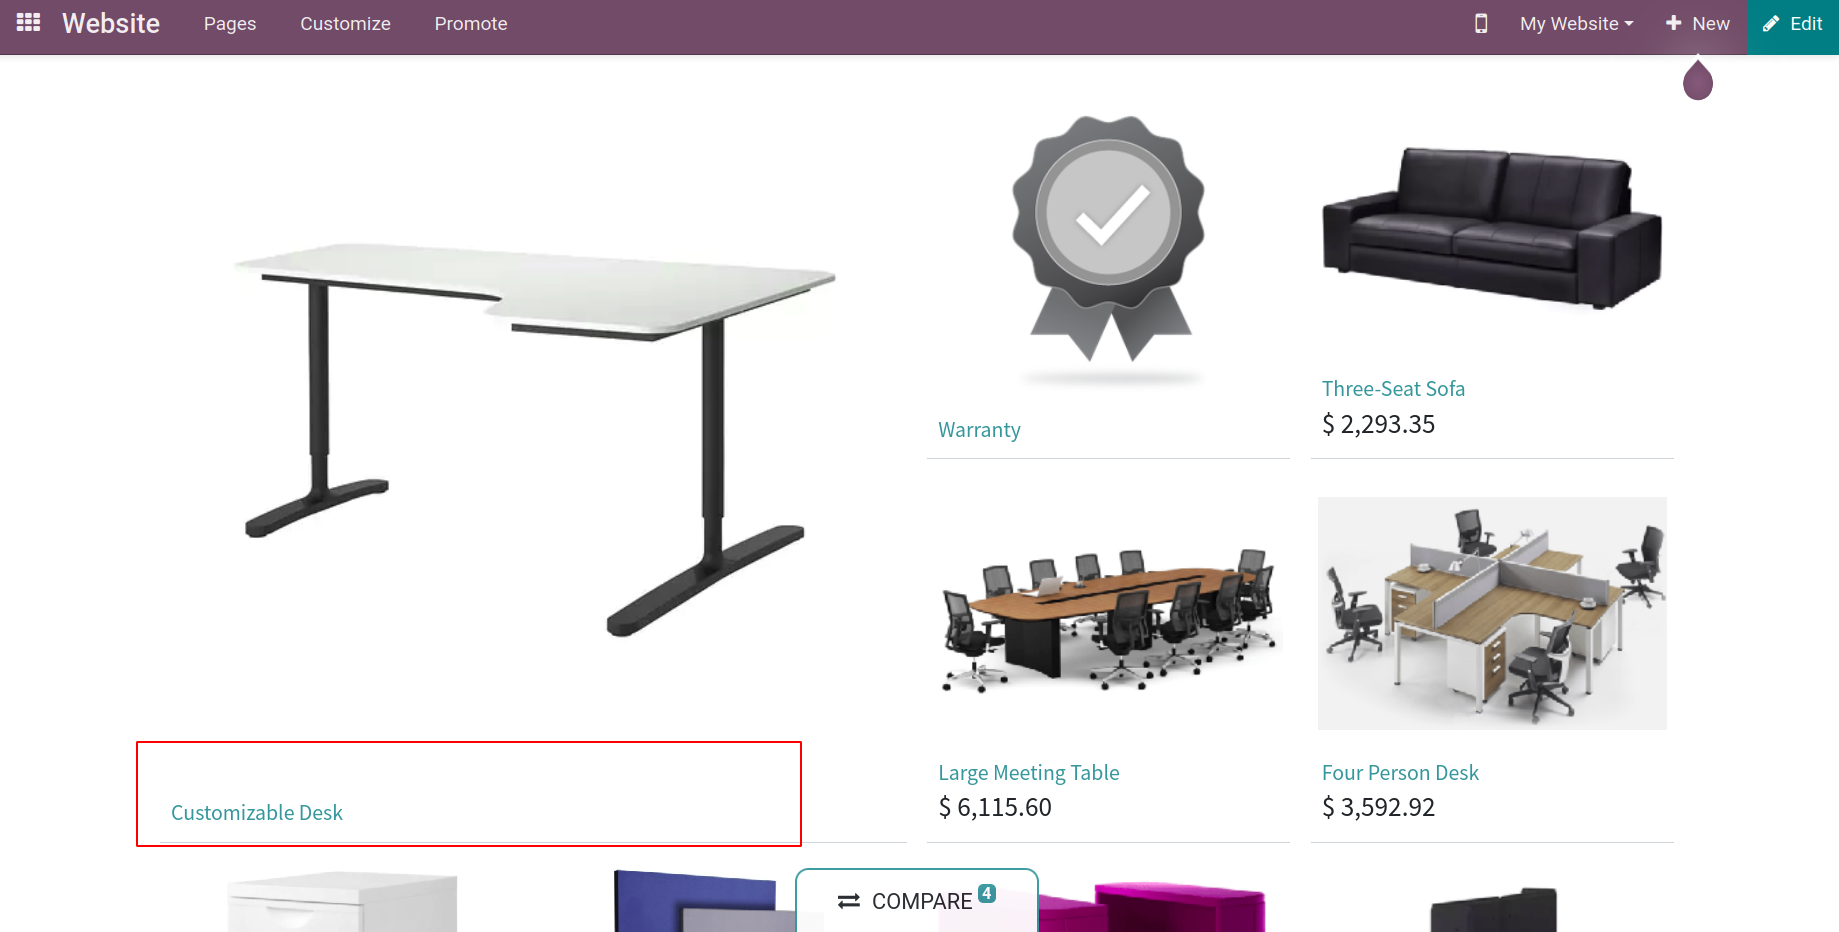 Website Pages Customize Promote My Website New Edit
Three-Seat Sofa
$ 2,293.35
Warranty
Large Meeting Table
$ 6,115.60
Four Person Desk
$ 3,592.92
Customizable Desk
COMPARE 4